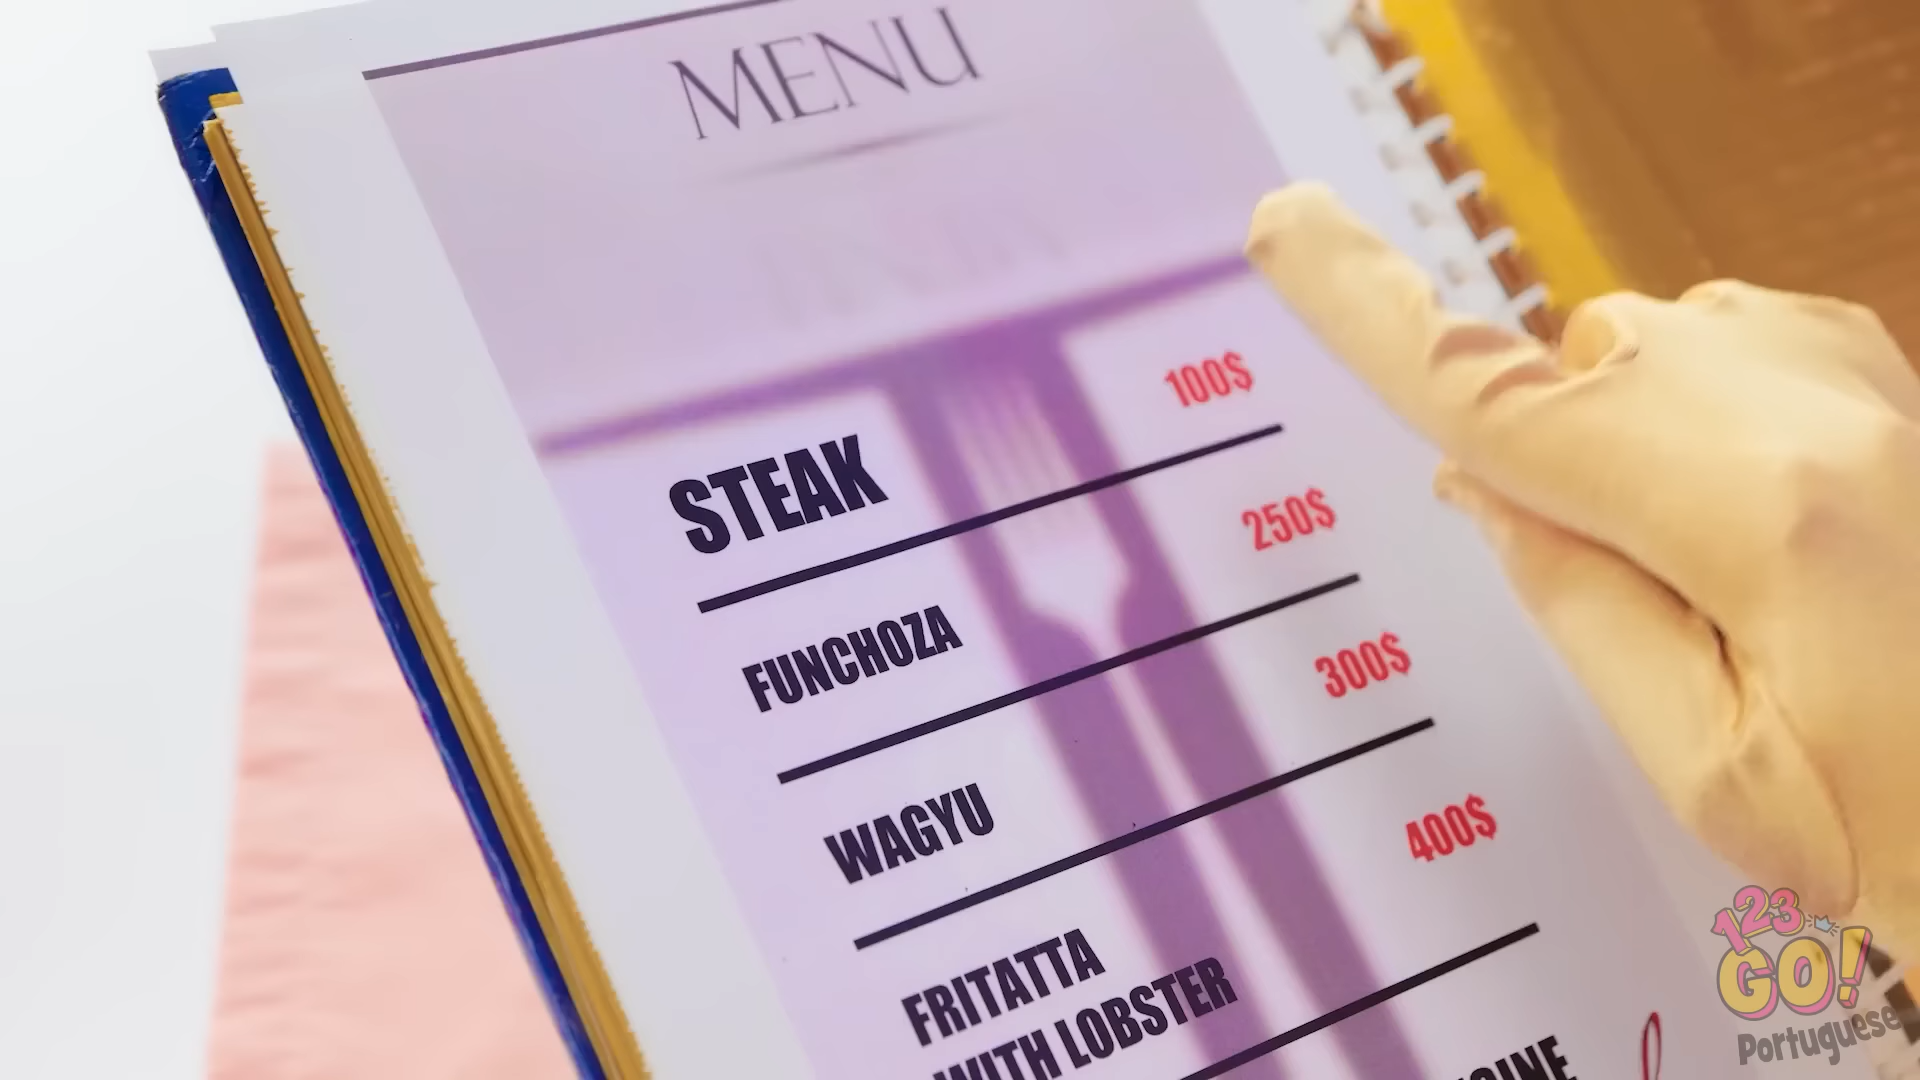 MENU
STEAK 100$
FUNCHOZA 250$
WAGYU 300$
FRITATTA 400$
WITH LOBSTER
123
GO!
Portuguese